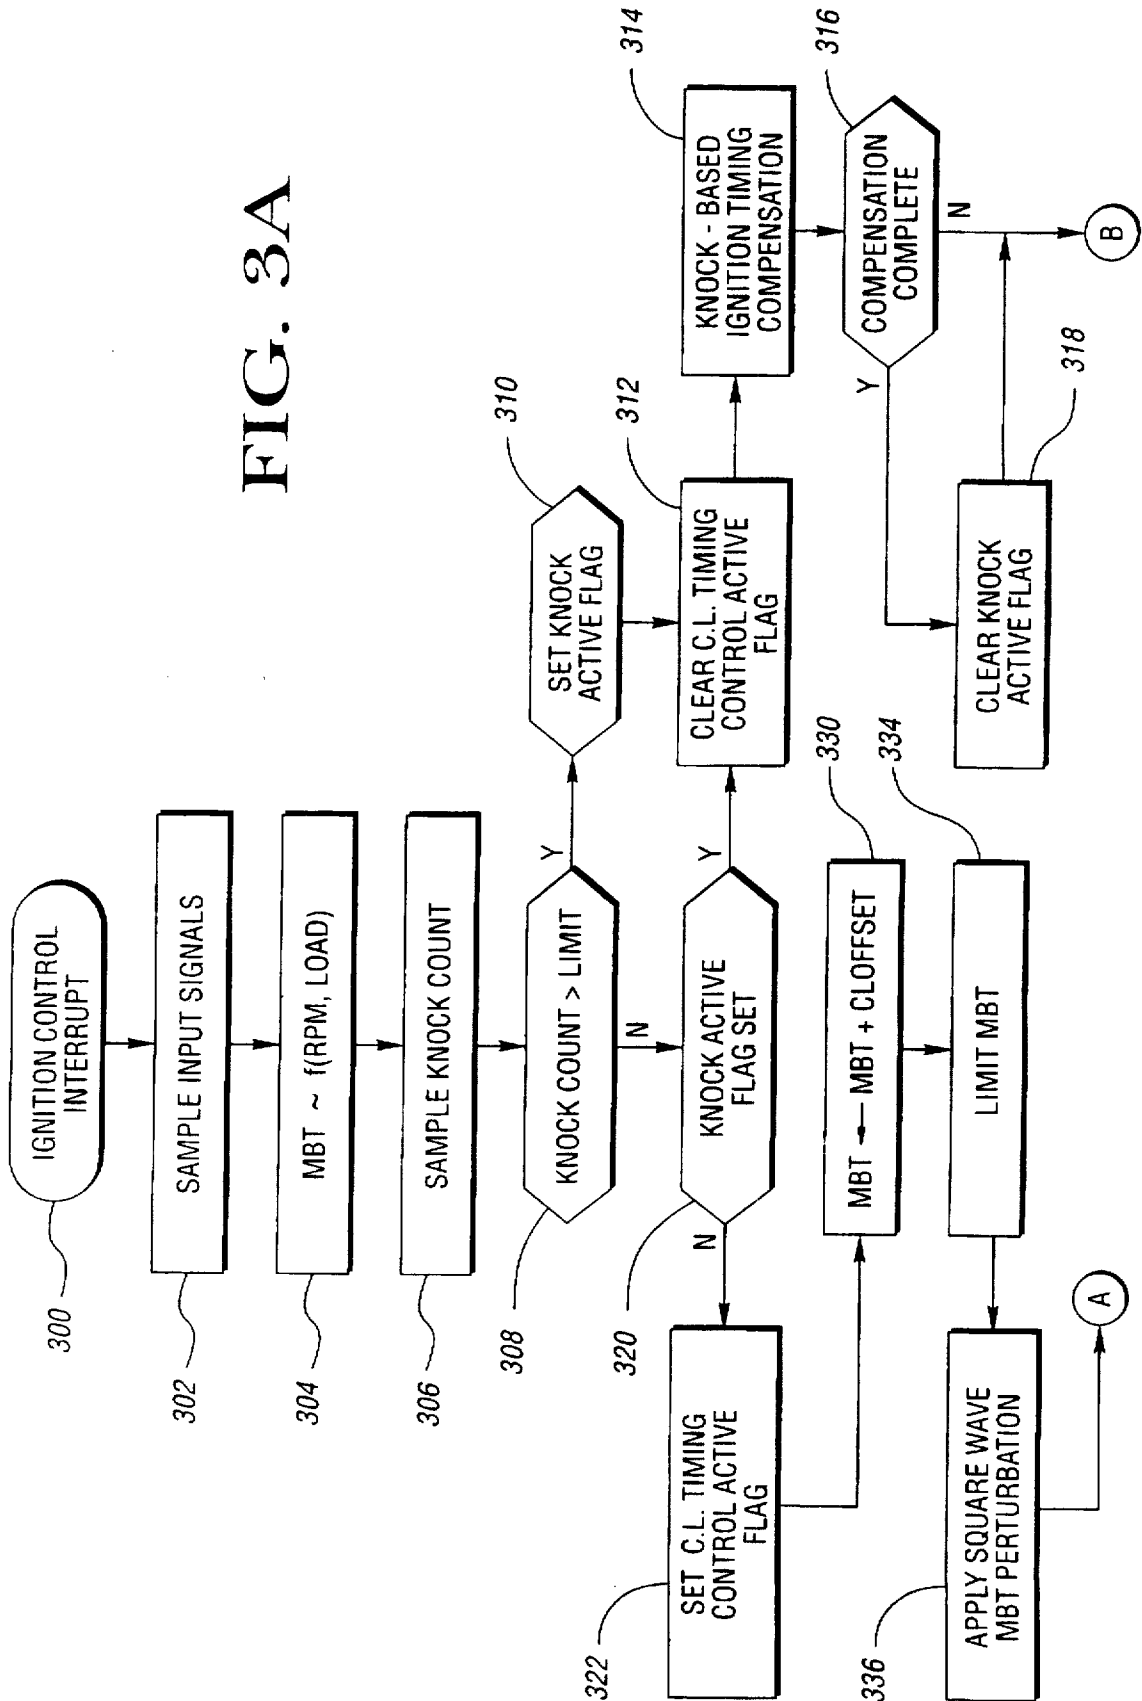 FIG. 3A
IGNITION CONTROL
INTERRUPT
300
SAMPLE INPUT SIGNALS
302
MBT ~ f(RPM, LOAD)
304
SAMPLE KNOCK COUNT
306
KNOCK COUNT > LIMIT
308
Y
N
SET KNOCK
ACTIVE FLAG
310
KNOCK ACTIVE
FLAG SET
320
Y
N
CLEAR C.L. TIMING
CONTROL ACTIVE
FLAG
312
KNOCK - BASED
IGNITION TIMING
COMPENSATION
314
COMPENSATION
COMPLETE
316
Y
N
CLEAR KNOCK
ACTIVE FLAG
318
B
SET C.L. TIMING
CONTROL ACTIVE
FLAG
322
MBT ← MBT + CLOFFSET
330
LIMIT MBT
334
APPLY SQUARE WAVE
MBT PERTURBATION
336
A